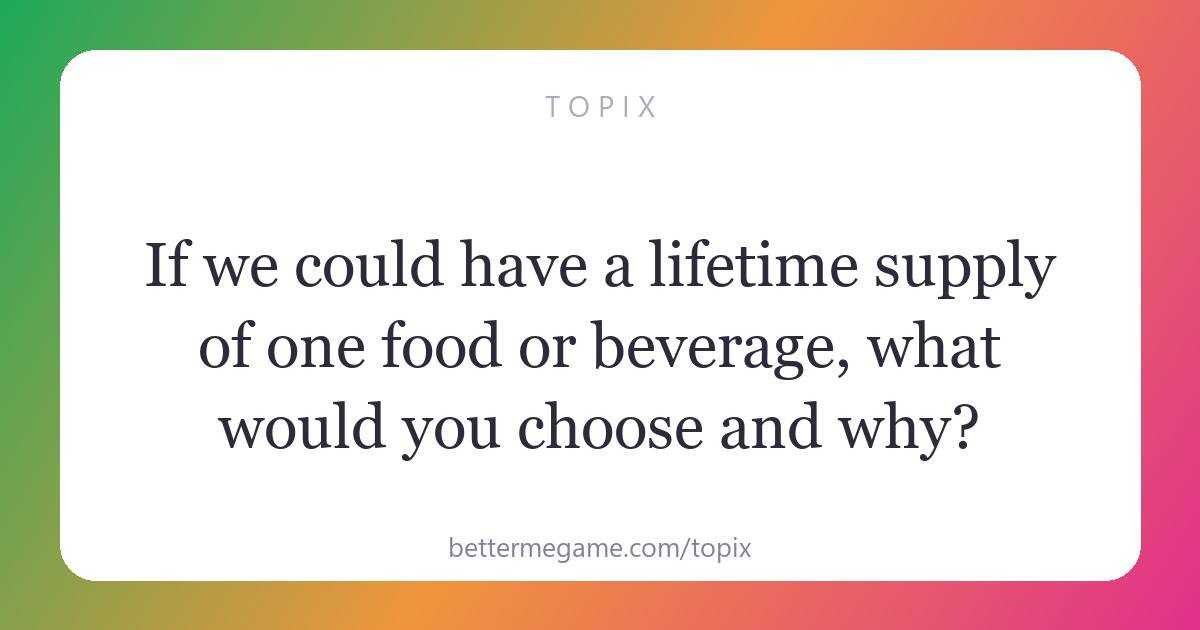 TOPIX
If we could have a lifetime supply
of one food or beverage, what
would you choose and why?
bettermegame.com/topix